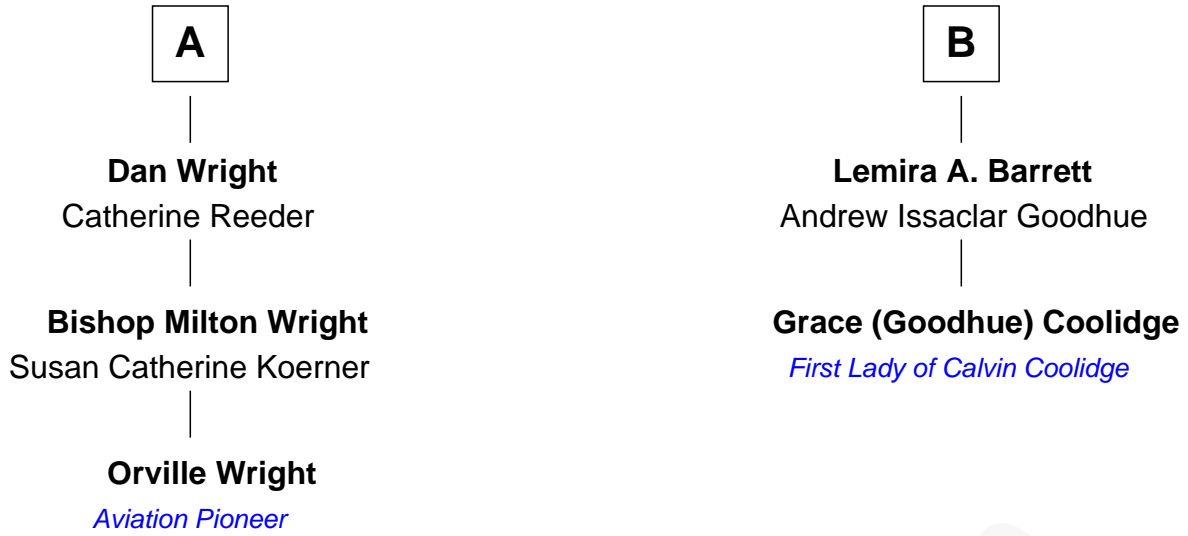 A
Dan Wright
Catherine Reeder
Bishop Milton Wright
Susan Catherine Koerner
Orville Wright
Aviation Pioneer
B
Lemira A. Barrett
Andrew Issaclar Goodhue
Grace (Goodhue) Coolidge
First Lady of Calvin Coolidge